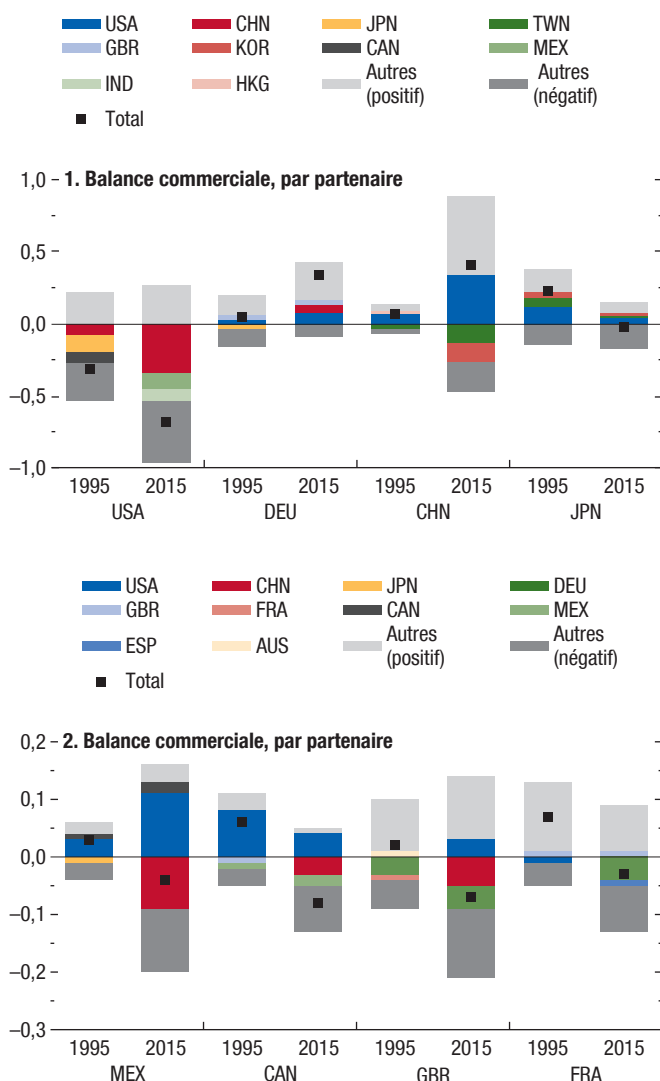 USA CHN JPN TWN
GBR KOR CAN MEX
IND HKG Autres (positif) Autres (négatif)
Total
1. Balance commerciale, par partenaire
1,0
0,5
0,0
–0,5
–1,0
1995 2015 1995 2015 1995 2015 1995 2015
USA DEU CHN JPN
USA CHN JPN DEU
GBR FRA CAN MEX
ESP AUS Autres (positif) Autres (négatif)
Total
2. Balance commerciale, par partenaire
0,2
0,1
0,0
–0,1
–0,2
–0,3
1995 2015 1995 2015 1995 2015 1995 2015
MEX CAN GBR FRA